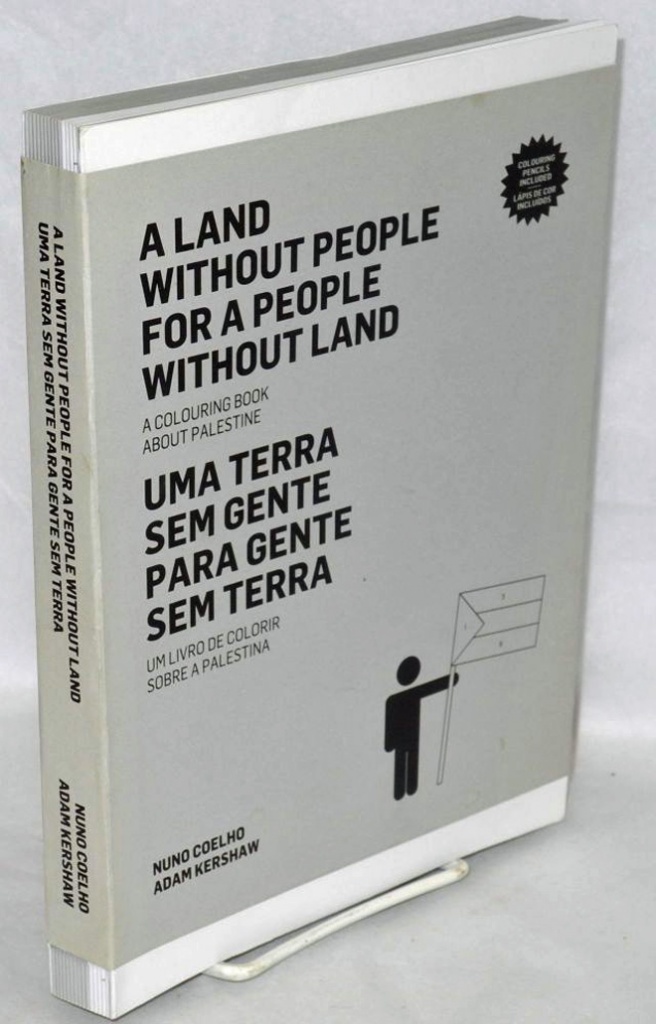 A LAND
WITHOUT PEOPLE
FOR A PEOPLE
WITHOUT LAND
A COLOURING BOOK
ABOUT PALESTINE
UMA TERRA
SEM GENTE
PARA GENTE
SEM TERRA
UM LIVRO DE COLORIR
SOBRE A PALESTINA
NUNO COELHO
ADAM KERSHAW
COLOURING
PENCILS
INCLUDED
LÁPIS DE COR
INCLUÍDOS
3
1
A LAND WITHOUT PEOPLE FOR A PEOPLE WITHOUT LAND
UMA TERRA SEM GENTE PARA GENTE SEM TERRA
NUNO COELHO
ADAM KERSHAW